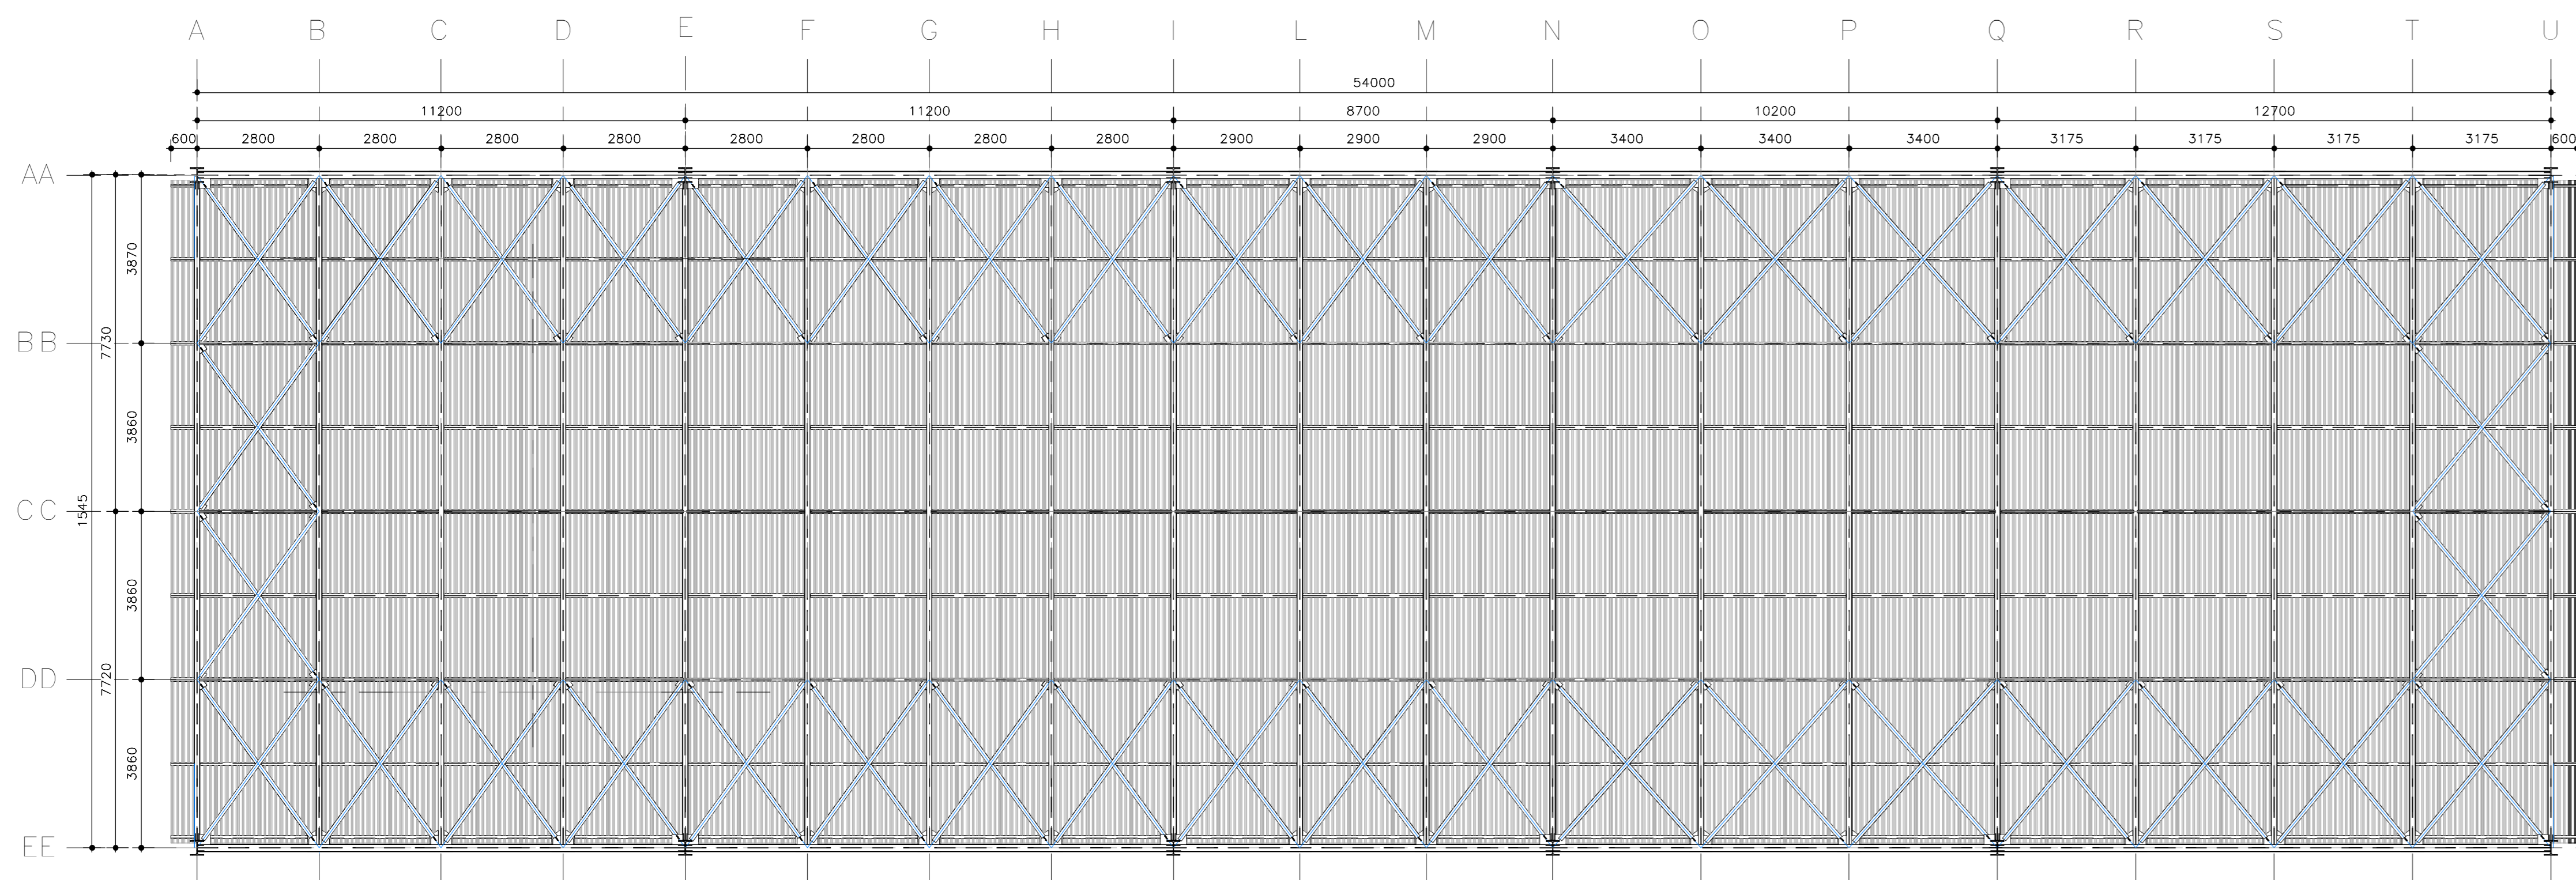 A B C D E F G H I L M N O P Q R S T U
54000
11200 11200 8700 10200 12700
600 2800 2800 2800 2800 2800 2800 2800 2800 2900 2900 2900 3400 3400 3400 3175 3175 3175 3175 600
AA
3870
BB
7730
3860
CC
1545
3860
DD
7720
3860
EE